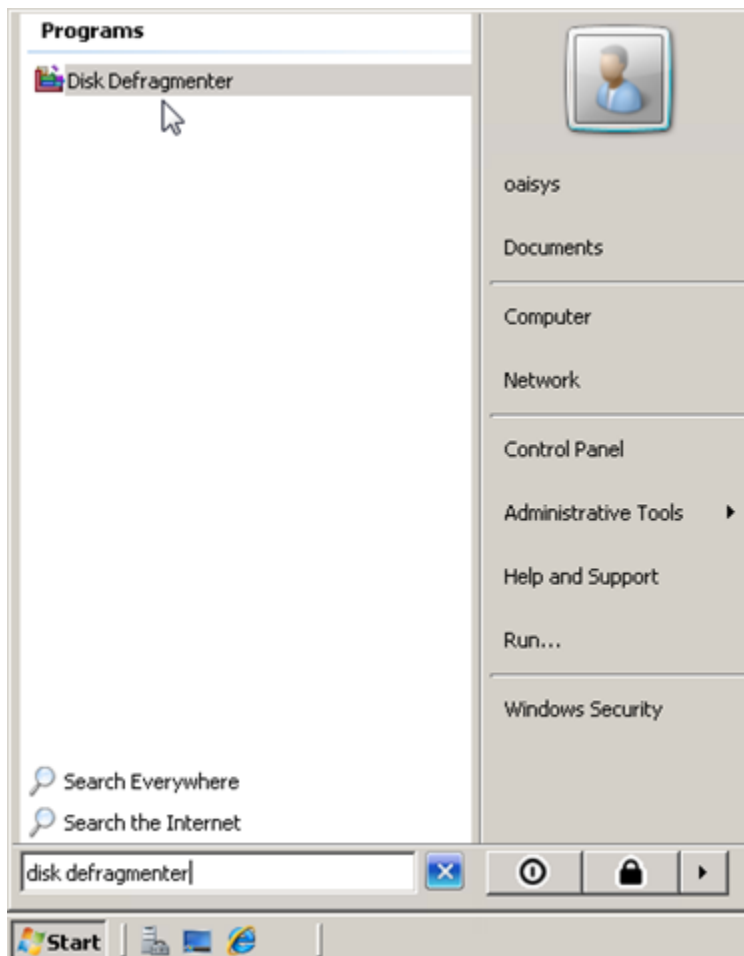 Programs
Disk Defragmenter
oaisys
Documents
Computer
Network
Control Panel
Administrative Tools
Help and Support
Run...
Windows Security
Search Everywhere
Search the Internet
disk defragmenter
Start